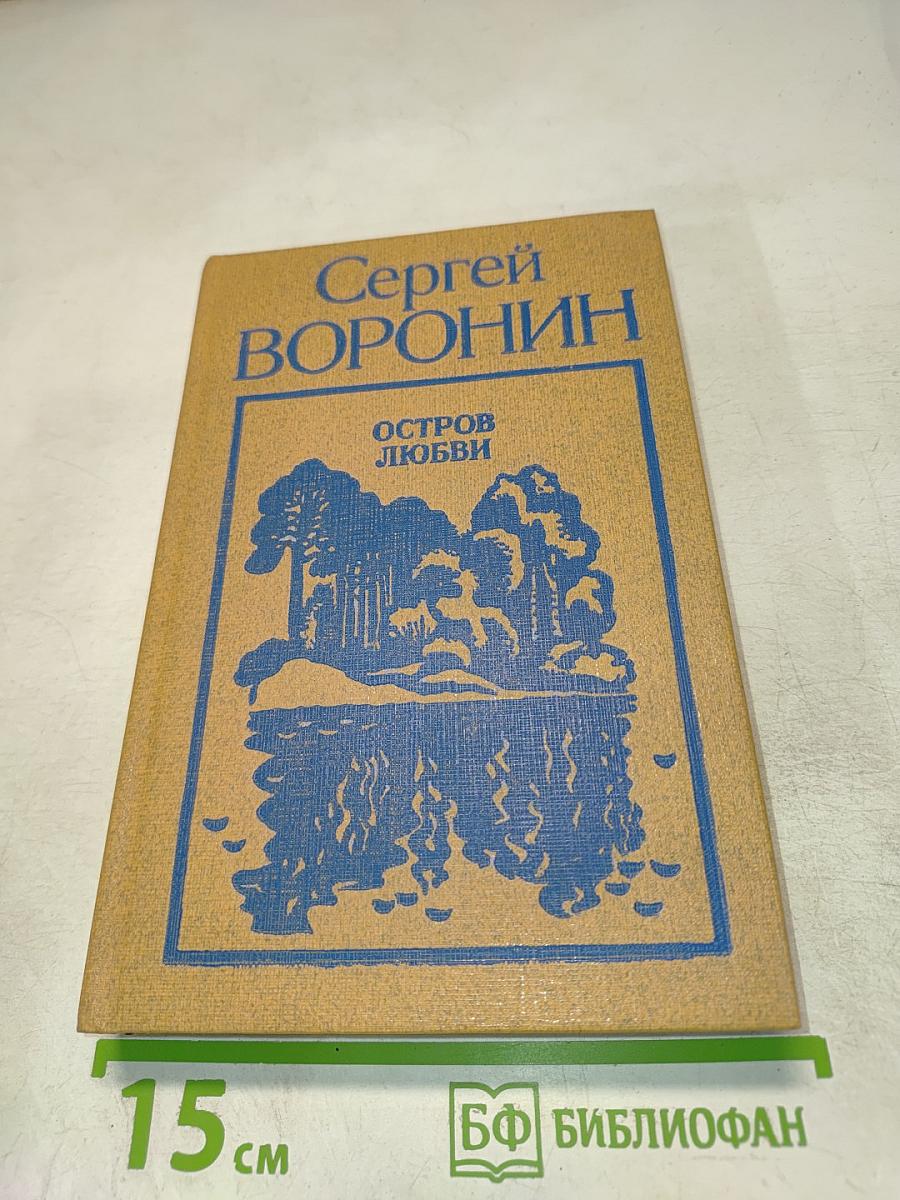 Сергей
ВОРОНИН
ОСТРОВ
ЛЮБВИ
15 см
БФ БИБЛИОФАН